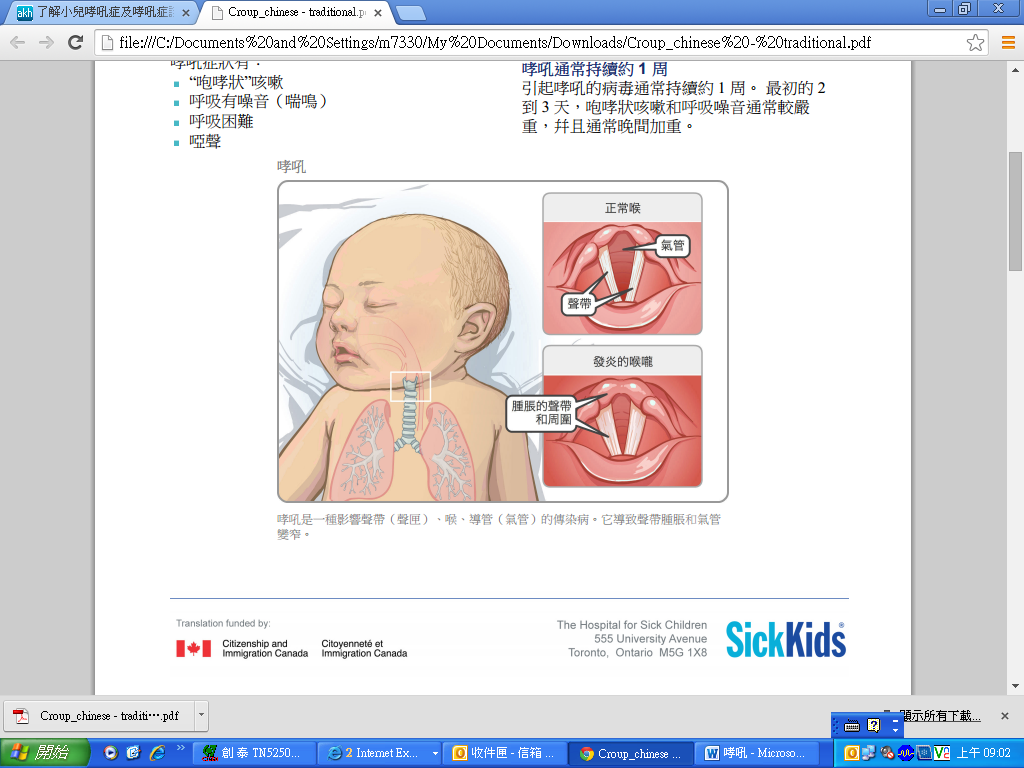 了解小兒哮吼症及哮吼症
Croup_chinese - traditional.p
file:///C:/Documents%20and%20Settings/m7330/My%20Documents/Downloads/Croup_chinese%20-%20traditional.pdf
哮吼症狀有：
“咆哮狀”咳嗽
呼吸有噪音（喘鳴）
呼吸困難
啞聲
哮吼通常持續約 1 周
引起哮吼的病毒通常持續約 1 周。 最初的 2
到 3 天，咆哮狀咳嗽和呼吸噪音通常較嚴
重，幷且通常晚間加重。
哮吼
正常喉
氣管
聲帶
發炎的喉嚨
腫脹的聲帶
和周圍
哮吼是一種影響聲帶（聲匣）、喉、導管（氣管）的傳染病。它導致聲帶腫脹和氣管
變窄。
Translation funded by:
Citizenship and
Immigration Canada
Citoyenneté et
Immigration Canada
The Hospital for Sick Children
555 University Avenue
Toronto, Ontario M5G 1X8
SickKids®
Croup_chinese - traditi⋯.pdf
顯示所有下載...
開始
創 泰 TN5250...
2 Internet Ex...
收件匣 - 信箱 ...
Croup_chinese ...
哮吼 - Microso...
上午 09:02